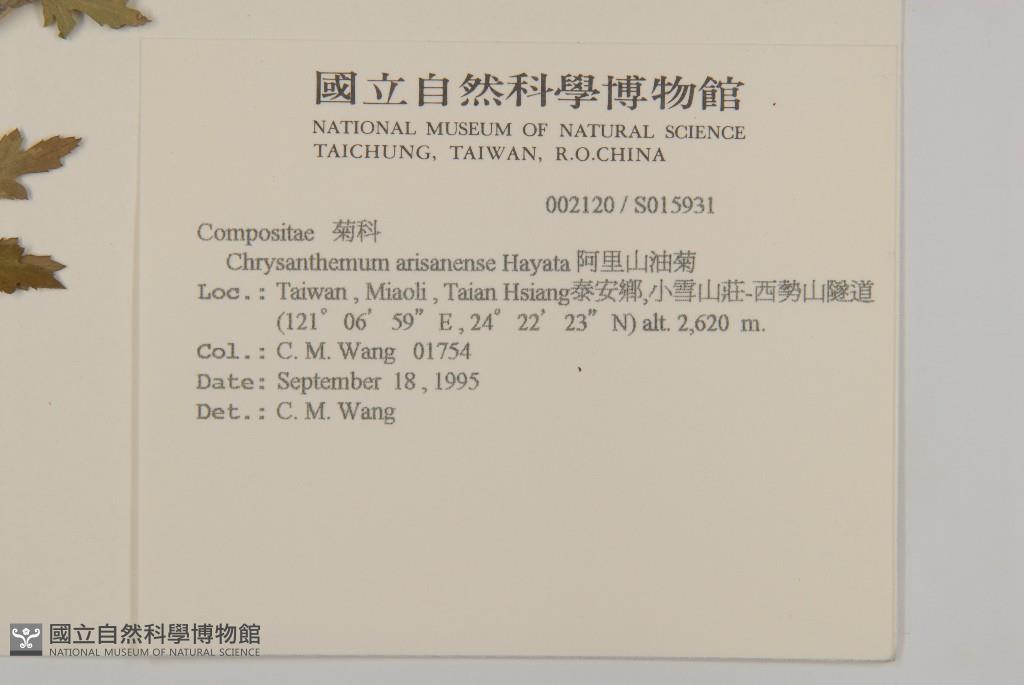 國立自然科學博物館
NATIONAL MUSEUM OF NATURAL SCIENCE
TAICHUNG, TAIWAN, R.O.CHINA
002120 / S015931
Compositae 菊科
Chrysanthemum arisanense Hayata 阿里山油菊
Loc.: Taiwan , Miaoli , Taian Hsiang泰安鄉,小雪山莊-西勢山隧道
(121° 06′ 59″ E , 24° 22′ 23″ N) alt. 2,620 m.
Col.: C. M. Wang 01754
Date: September 18 , 1995
Det.: C. M. Wang
國立自然科學博物館
NATIONAL MUSEUM OF NATURAL SCIENCE